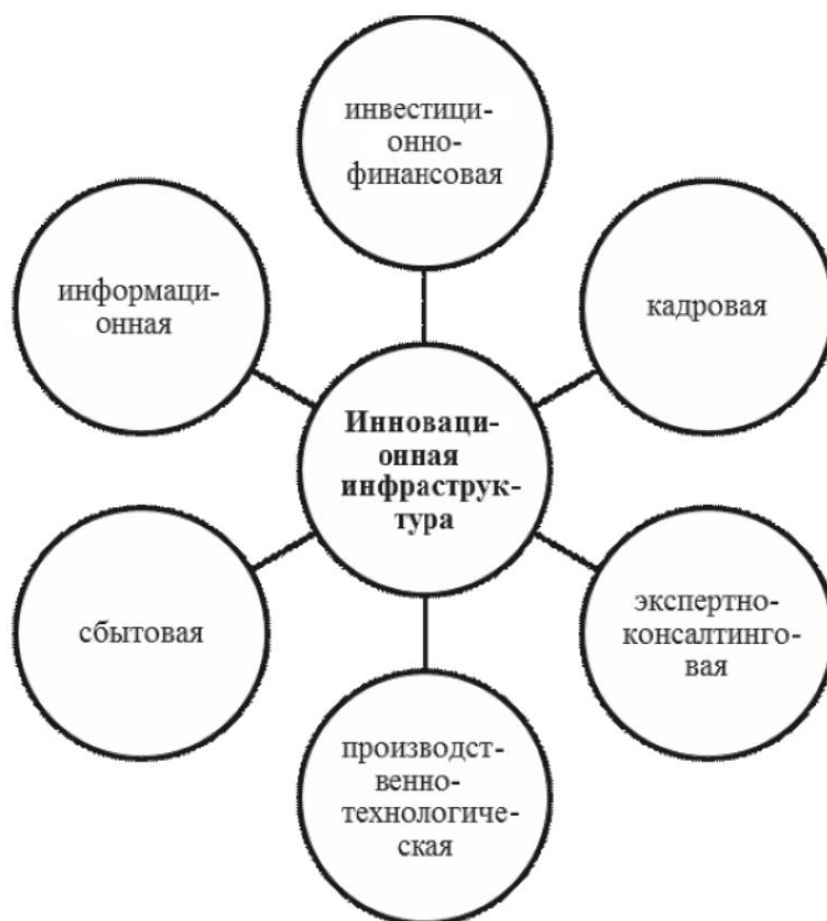 инвестици-
онно-
финансовая
информаци-
онная
кадровая
Инноваци-
онная
инфраструк-
тура
сбытовая
экспертно-
консалтинго-
вая
производст-
венно-
технологиче-
ская